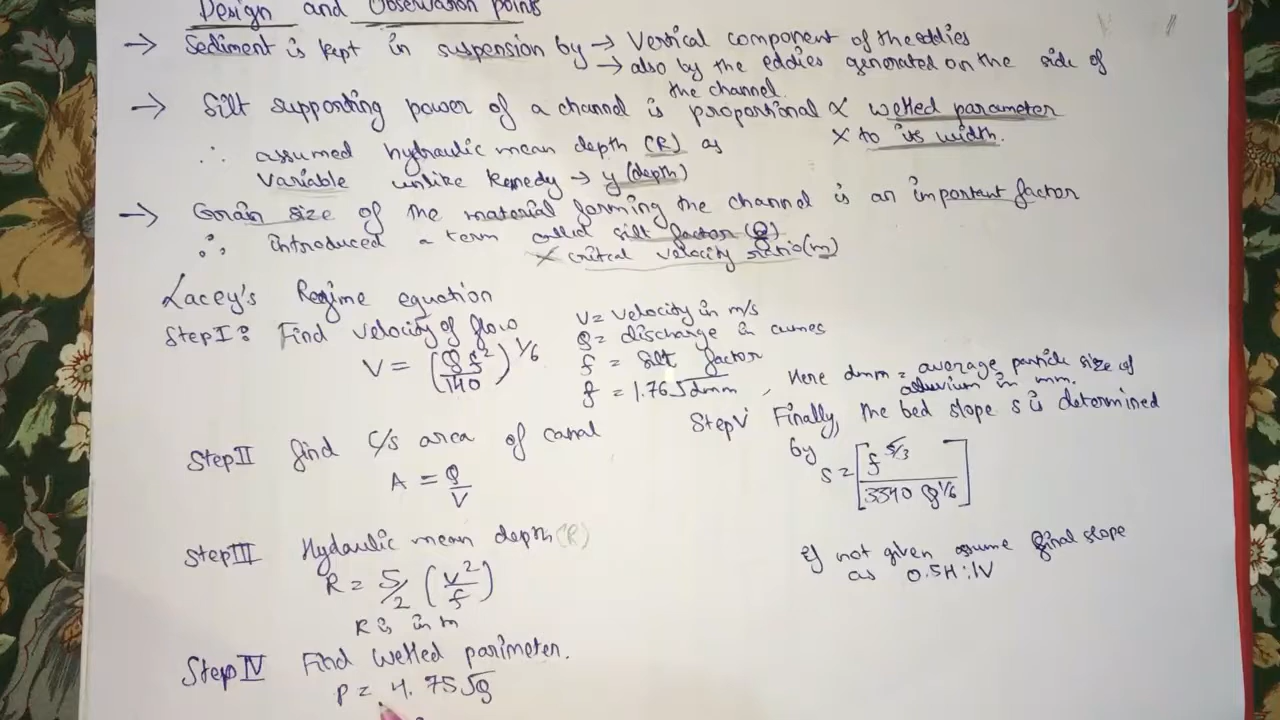 Design and Observation points
→ Sediment is kept in suspension by → Vertical component of the eddies
→ also by the eddies generated on the side of
the channel.
→ Silt supporting power of a channel is proportional ∝ wetted parameter
∴ assumed hydraulic mean depth (R) as X to its width.
variable unlike Kenedy → y (depth)
→ Grain size of the material forming the channel is an important factor
∴ introduced a term called silt factor (f)
X critcal velocity ratio (m)
Lacey's Regime equation
Step I: Find velocity of flow
V = (Qf²/140)^1/6
V = velocity in m/s
Q = discharge in cumes
f = silt factor
f = 1.76√dmm, Here dmm = average particle size of
alluvium in mm.
Step II find C/S area of canal
A = Q/V
Step III Hydaulic mean depth (R)
R = 5/2 (V²/f)
R is in m
Step IV Find wetted parimeter.
P = 4.75√Q
Step V Finally, the bed slope S is determined
by
S = [f^5/3 / 3340 Q^1/6]
If not given assume final slope
as 0.5H:1V